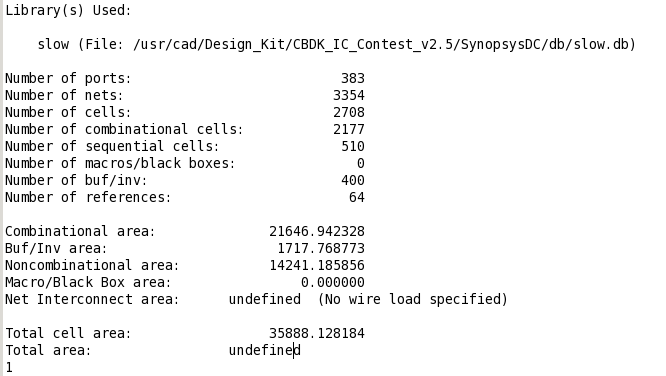 Library(s) Used:
slow (File: /usr/cad/Design_Kit/CBDK_IC_Contest_v2.5/SynopsysDC/db/slow.db)
Number of ports: 383
Number of nets: 3354
Number of cells: 2708
Number of combinational cells: 2177
Number of sequential cells: 510
Number of macros/black boxes: 0
Number of buf/inv: 400
Number of references: 64
Combinational area: 21646.942328
Buf/Inv area: 1717.768773
Noncombinational area: 14241.185856
Macro/Black Box area: 0.000000
Net Interconnect area: undefined (No wire load specified)
Total cell area: 35888.128184
Total area: undefined
1